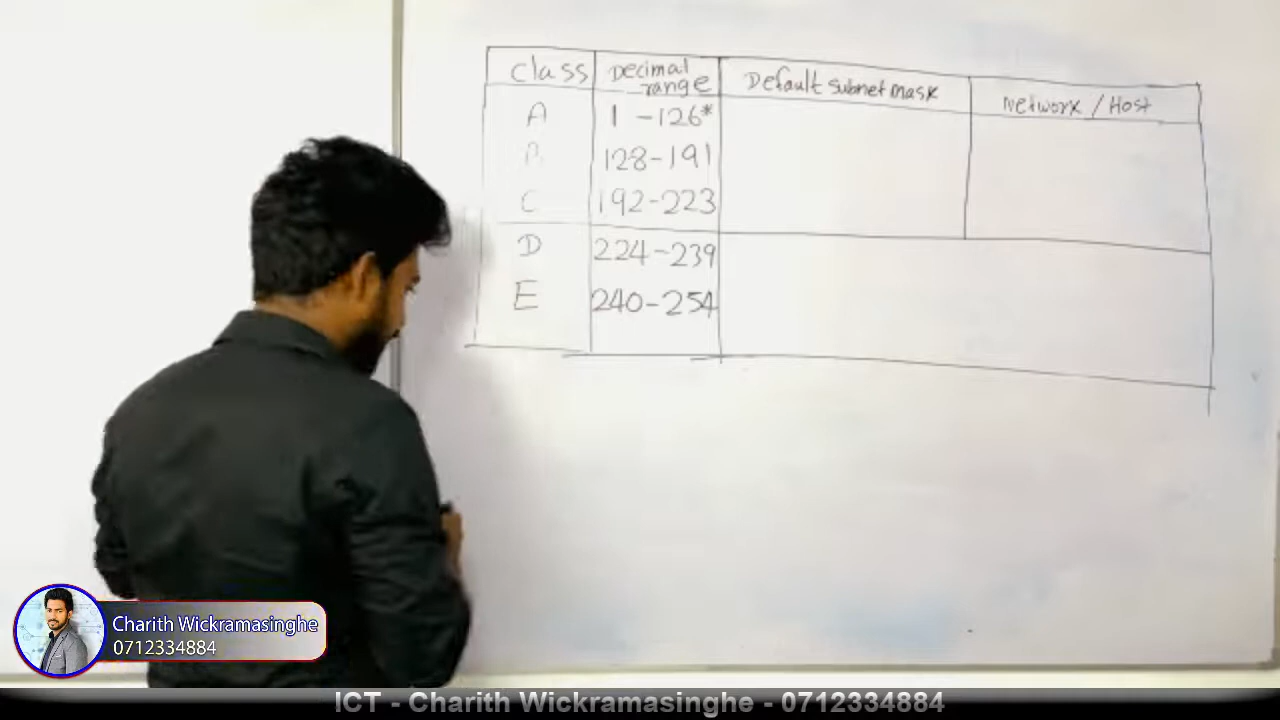 Class Decimal range Default subnet mask Network / Host
A 1 - 126*
B 128 - 191
C 192 - 223
D 224 - 239
E 240 - 254
Charith Wickramasinghe
0712334884
ICT - Charith Wickramasinghe - 0712334884